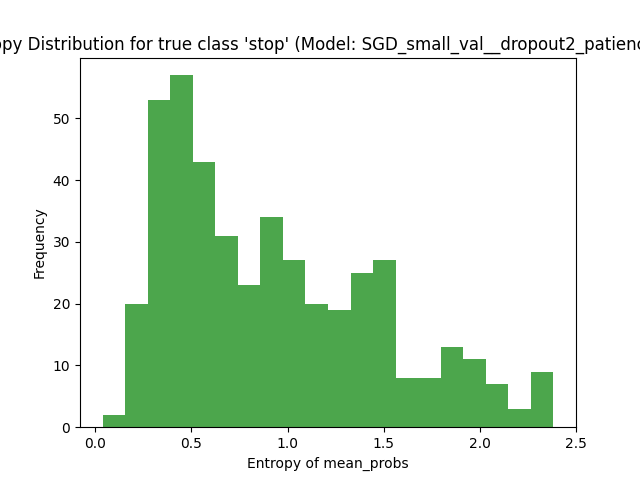 opy Distribution for true class 'stop' (Model: SGD_small_val__dropout2_patienc
50
40
30
20
10
0
Frequency
0.0 0.5 1.0 1.5 2.0 2.5
Entropy of mean_probs